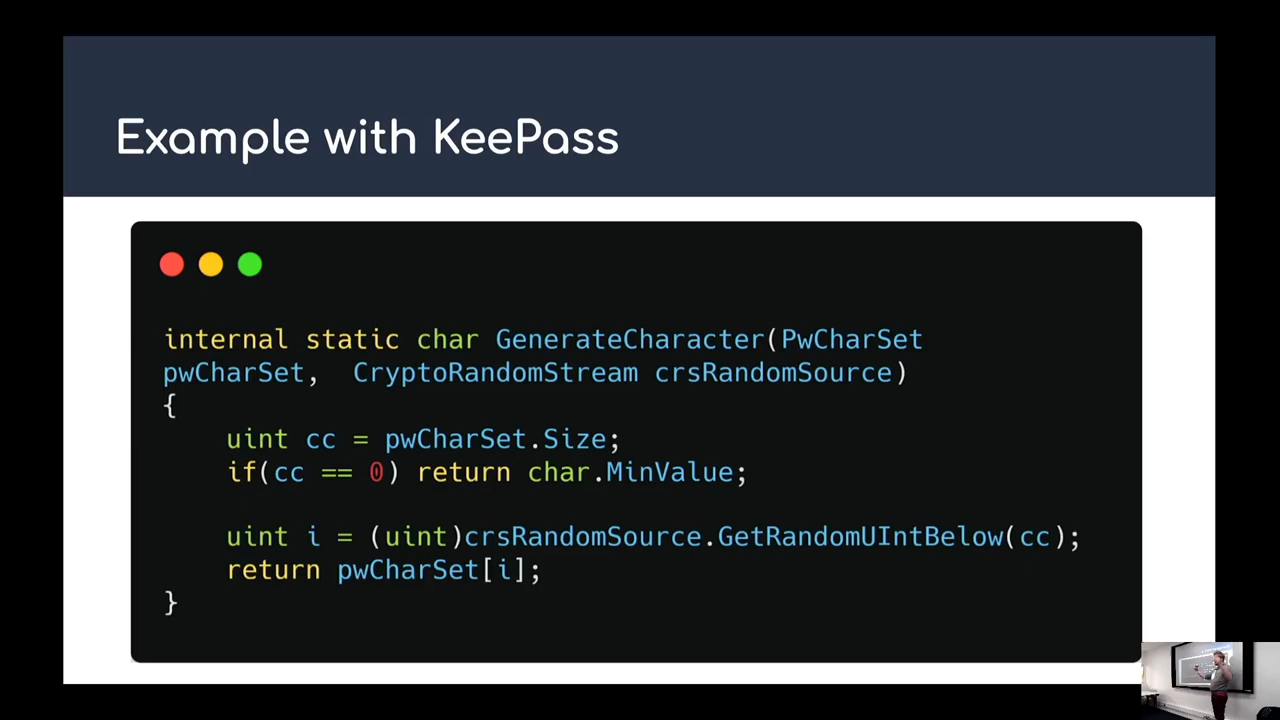 Example with KeePass
internal static char GenerateCharacter(PwCharSet
pwCharSet,  CryptoRandomStream crsRandomSource)
{
    uint cc = pwCharSet.Size;
    if(cc == 0) return char.MinValue;

    uint i = (uint)crsRandomSource.GetRandomUIntBelow(cc);
    return pwCharSet[i];
}